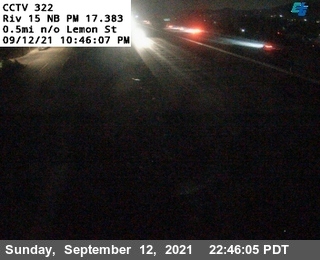 CCTV 322
Riv 15 NB PM 17.383
0.5mi n/o Lemon St
09/12/21 10:46:07 PM
Sunday, September 12, 2021 22:46:05 PDT